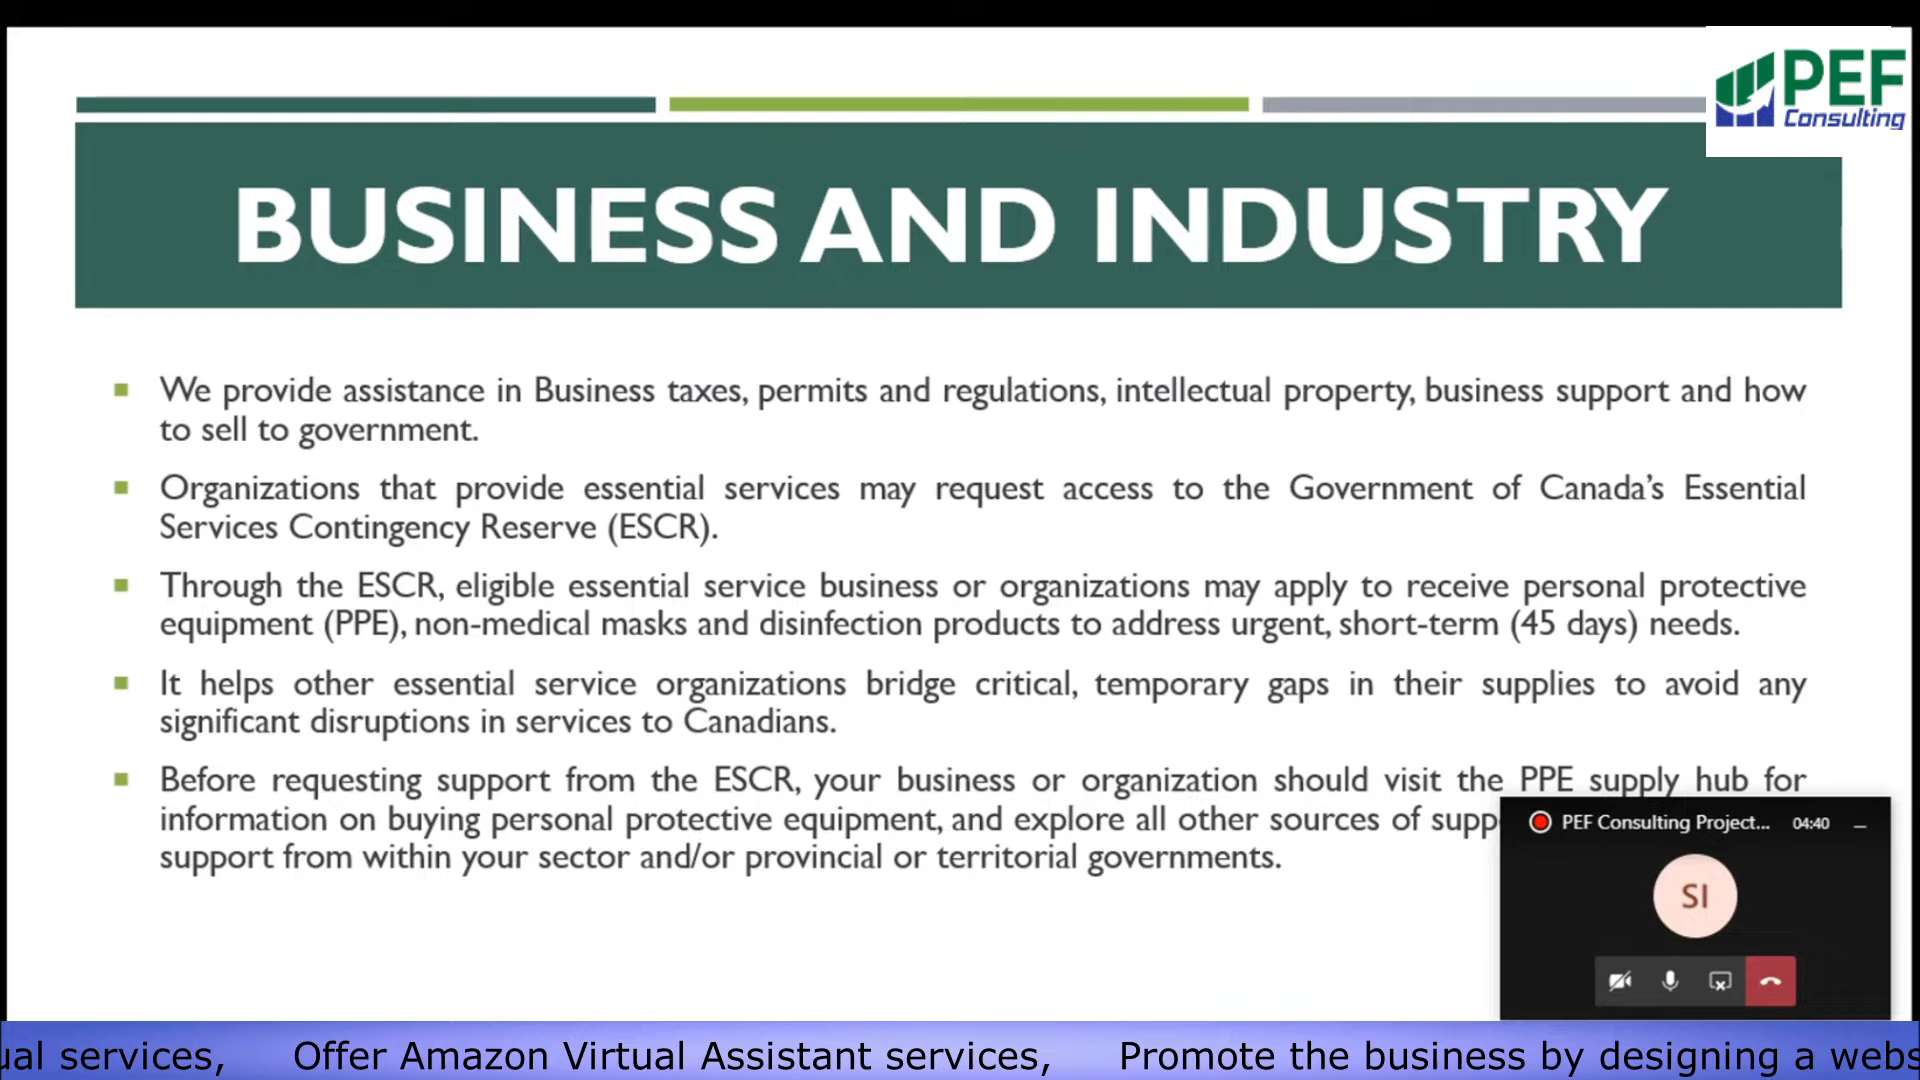 PEF
Consulting
BUSINESS AND INDUSTRY
We provide assistance in Business taxes, permits and regulations, intellectual property, business support and how
to sell to government.
Organizations that provide essential services may request access to the Government of Canada's Essential
Services Contingency Reserve (ESCR).
Through the ESCR, eligible essential service business or organizations may apply to receive personal protective
equipment (PPE), non-medical masks and disinfection products to address urgent, short-term (45 days) needs.
It helps other essential service organizations bridge critical, temporary gaps in their supplies to avoid any
significant disruptions in services to Canadians.
Before requesting support from the ESCR, your business or organization should visit the PPE supply hub for
information on buying personal protective equipment, and explore all other sources of
support from within your sector and/or provincial or territorial governments.
PEF Consulting Project... 04:40
SI
services, Offer Amazon Virtual Assistant services, Promote the business by designing a